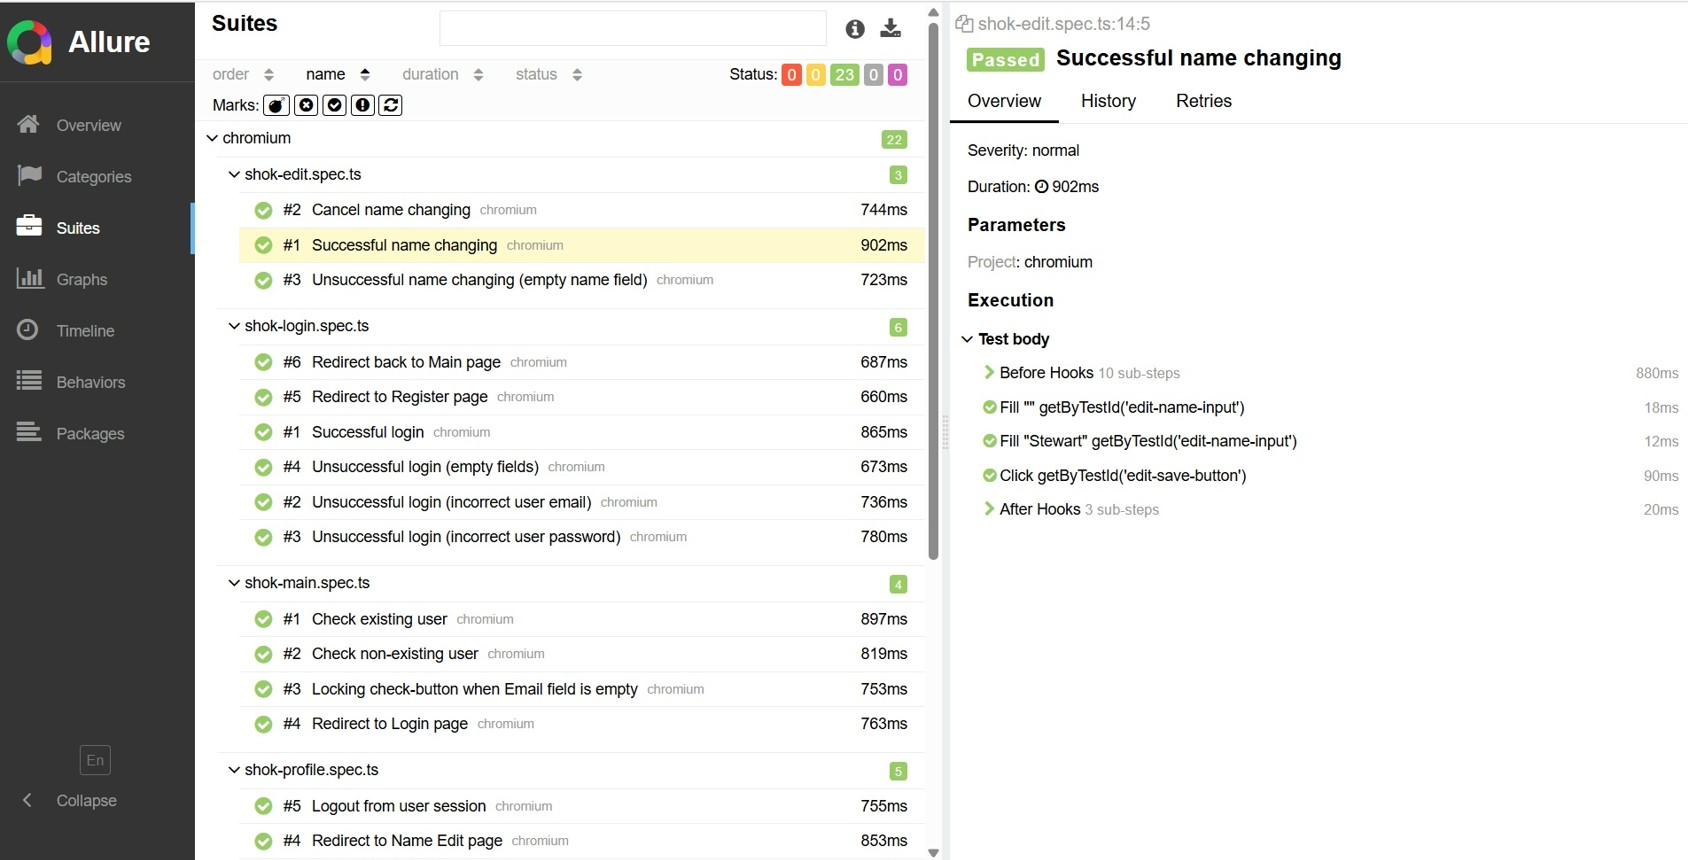 Allure
Overview
Categories
Suites
Graphs
Timeline
Behaviors
Packages
En
Collapse
Suites
order name duration status Status: 0 0 23 0 0
Marks:
chromium 22
shok-edit.spec.ts 3
#2 Cancel name changing chromium 744ms
#1 Successful name changing chromium 902ms
#3 Unsuccessful name changing (empty name field) chromium 723ms
shok-login.spec.ts 6
#6 Redirect back to Main page chromium 687ms
#5 Redirect to Register page chromium 660ms
#1 Successful login chromium 865ms
#4 Unsuccessful login (empty fields) chromium 673ms
#2 Unsuccessful login (incorrect user email) chromium 736ms
#3 Unsuccessful login (incorrect user password) chromium 780ms
shok-main.spec.ts 4
#1 Check existing user chromium 897ms
#2 Check non-existing user chromium 819ms
#3 Locking check-button when Email field is empty chromium 753ms
#4 Redirect to Login page chromium 763ms
shok-profile.spec.ts 5
#5 Logout from user session chromium 755ms
#4 Redirect to Name Edit page chromium 853ms
shok-edit.spec.ts:14:5
Passed Successful name changing
Overview History Retries
Severity: normal
Duration: 902ms
Parameters
Project: chromium
Execution
Test body
Before Hooks 10 sub-steps 880ms
Fill "" getByTestId('edit-name-input') 18ms
Fill "Stewart" getByTestId('edit-name-input') 12ms
Click getByTestId('edit-save-button') 90ms
After Hooks 3 sub-steps 20ms